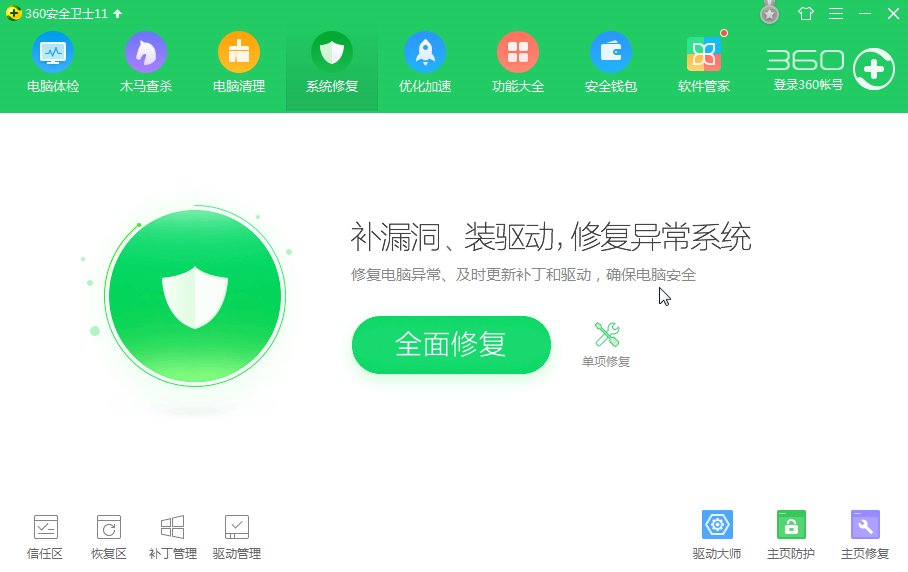 360安全卫士11
电脑体检
木马查杀
电脑清理
系统修复
优化加速
功能大全
安全钱包
软件管家
360
登录360帐号
补漏洞、装驱动,修复异常系统
修复电脑异常、及时更新补丁和驱动，确保电脑安全
全面修复
单项修复
信任区
恢复区
补丁管理
驱动管理
驱动大师
主页防护
主页修复